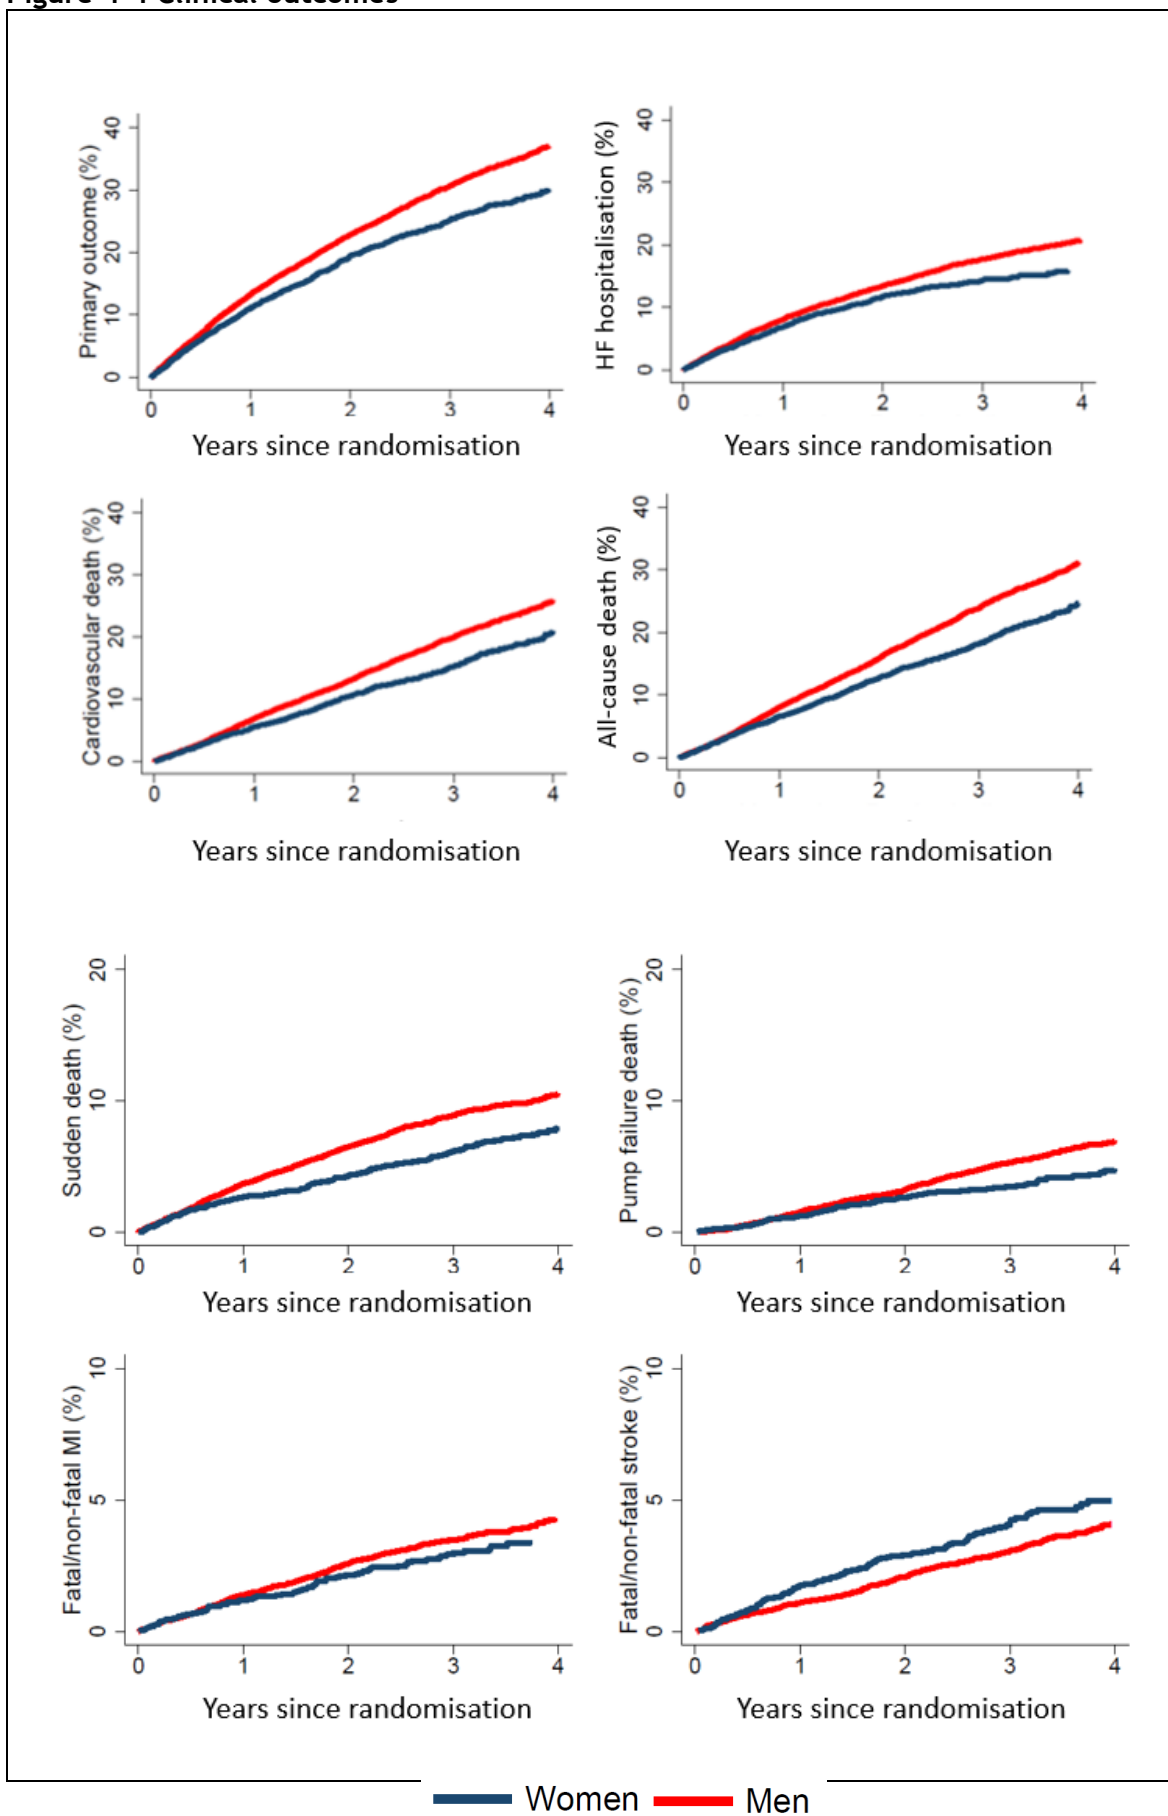 Figure 4-4 Clinical outcomes
Primary outcome (%)
40
30
20
10
0
0 1 2 3 4
Years since randomisation
HF hospitalisation (%)
40
30
20
10
0
0 1 2 3 4
Years since randomisation
Cardiovascular death (%)
40
30
20
10
0
0 1 2 3 4
Years since randomisation
All-cause death (%)
40
30
20
10
0
0 1 2 3 4
Years since randomisation
Sudden death (%)
20
10
0
0 1 2 3 4
Years since randomisation
Pump failure death (%)
20
10
0
0 1 2 3 4
Years since randomisation
Fatal/non-fatal MI (%)
10
5
0
0 1 2 3 4
Years since randomisation
Fatal/non-fatal stroke (%)
10
5
0
0 1 2 3 4
Years since randomisation
Women Men